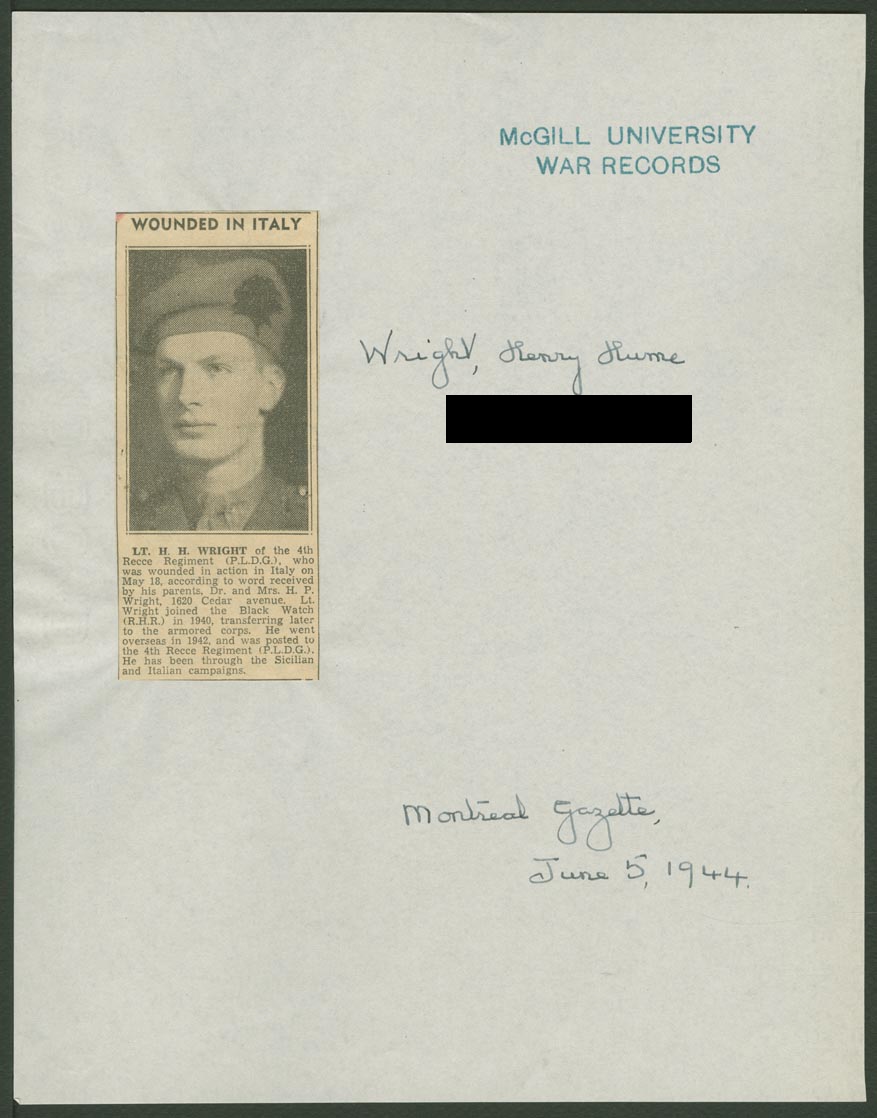 McGILL UNIVERSITY
WAR RECORDS
WOUNDED IN ITALY
Wright, Henry Hume
LT. H. H. WRIGHT of the 4th
Recce Regiment (P.L.D.G.), who
was wounded in action in Italy on
May 18, according to word received
by his parents, Dr. and Mrs. H. P.
Wright, 1620 Cedar avenue. Lt.
Wright joined the Black Watch
(R.H.R.) in 1940, transferring later
to the armored corps. He went
overseas in 1942, and was posted to
the 4th Recce Regiment (P.L.D.G.).
He has been through the Sicilian
and Italian campaigns.
Montreal Gazette,
June 5, 1944.